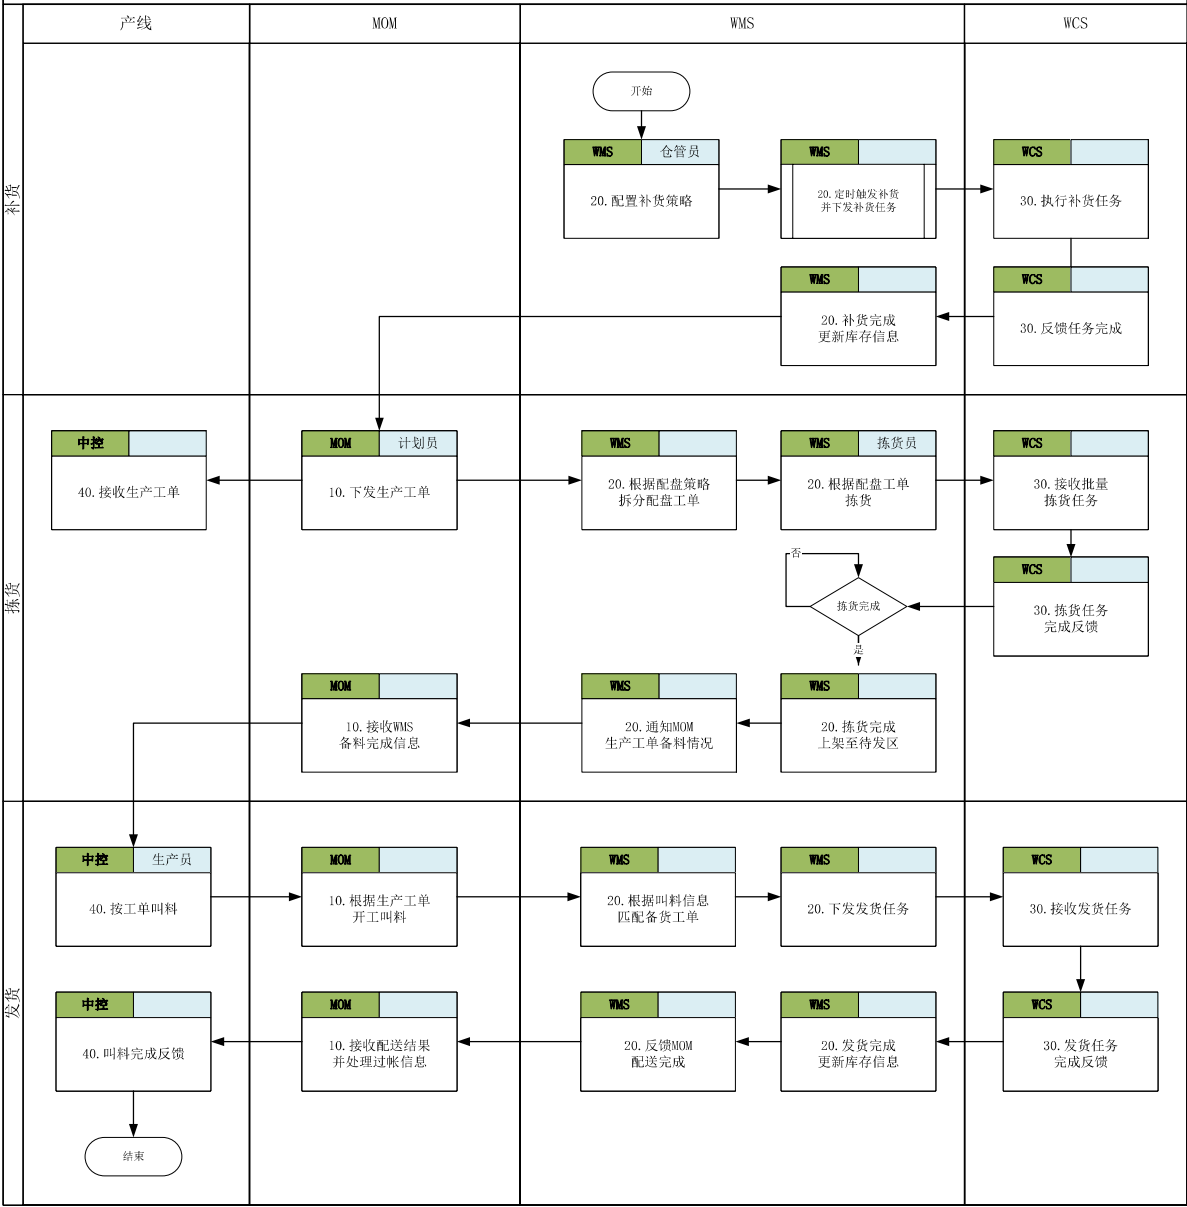 产线
MOM
WMS
WCS
补货
开始
WMS
仓管员
20.配置补货策略
WMS
20.定时触发补货
并下发补货任务
WCS
30.执行补货任务
WMS
20.补货完成
更新库存信息
WCS
30.反馈任务完成
拣货
中控
40.接收生产工单
MOM
计划员
10.下发生产工单
WMS
20.根据配盘策略
拆分配盘工单
WMS
拣货员
20.根据配盘工单
拣货
WCS
30.接收批量
拣货任务
否
拣货完成
是
WCS
30.拣货任务
完成反馈
MOM
10.接收WMS
备料完成信息
WMS
20.通知MOM
生产工单备料情况
WMS
20.拣货完成
上架至待发区
发货
中控
生产员
40.按工单叫料
MOM
10.根据生产工单
开工叫料
WMS
20.根据叫料信息
匹配备货工单
WMS
20.下发发货任务
WCS
30.接收发货任务
中控
40.叫料完成反馈
MOM
10.接收配送结果
并处理过帐信息
WMS
20.反馈MOM
配送完成
WMS
20.发货完成
更新库存信息
WCS
30.发货任务
完成反馈
结束